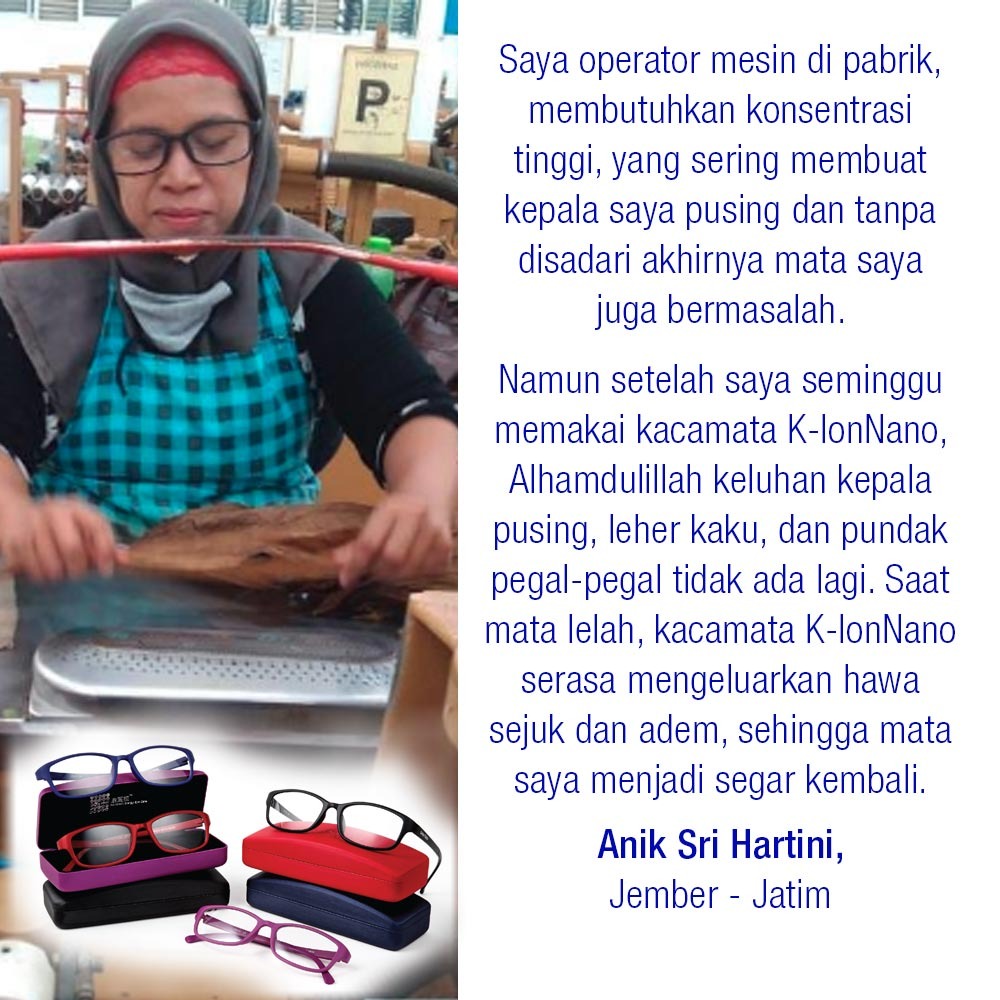 Saya operator mesin di pabrik,
membutuhkan konsentrasi
tinggi, yang sering membuat
kepala saya pusing dan tanpa
disadari akhirnya mata saya
juga bermasalah.
Namun setelah saya seminggu
memakai kacamata K-IonNano,
Alhamdulillah keluhan kepala
pusing, leher kaku, dan pundak
pegal-pegal tidak ada lagi. Saat
mata lelah, kacamata K-IonNano
serasa mengeluarkan hawa
sejuk dan adem, sehingga mata
saya menjadi segar kembali.
Anik Sri Hartini,
Jember - Jatim
P